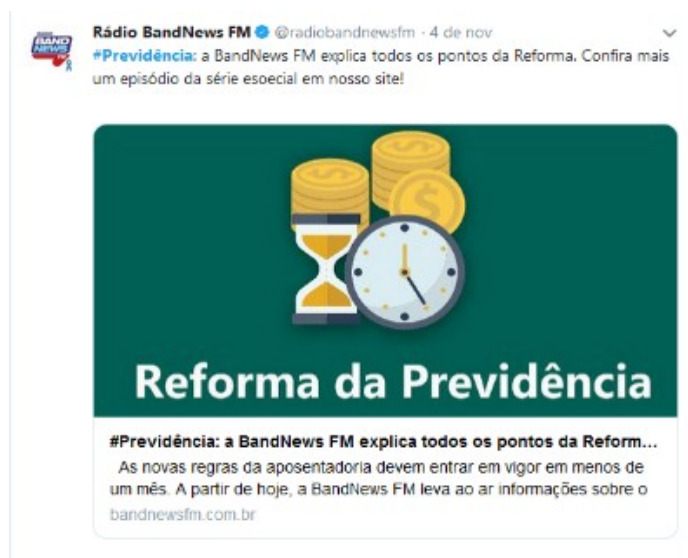 BAND
NEWS
FM
Rádio BandNews FM @radiobandnewsfm · 4 de nov
#Previdência: a BandNews FM explica todos os pontos da Reforma. Confira mais
um episódio da série esoecial em nosso site!
Reforma da Previdência
#Previdência: a BandNews FM explica todos os pontos da Reform...
As novas regras da aposentadoria devem entrar em vigor em menos de
um mês. A partir de hoje, a BandNews FM leva ao ar informações sobre o
bandnewsfm.com.br